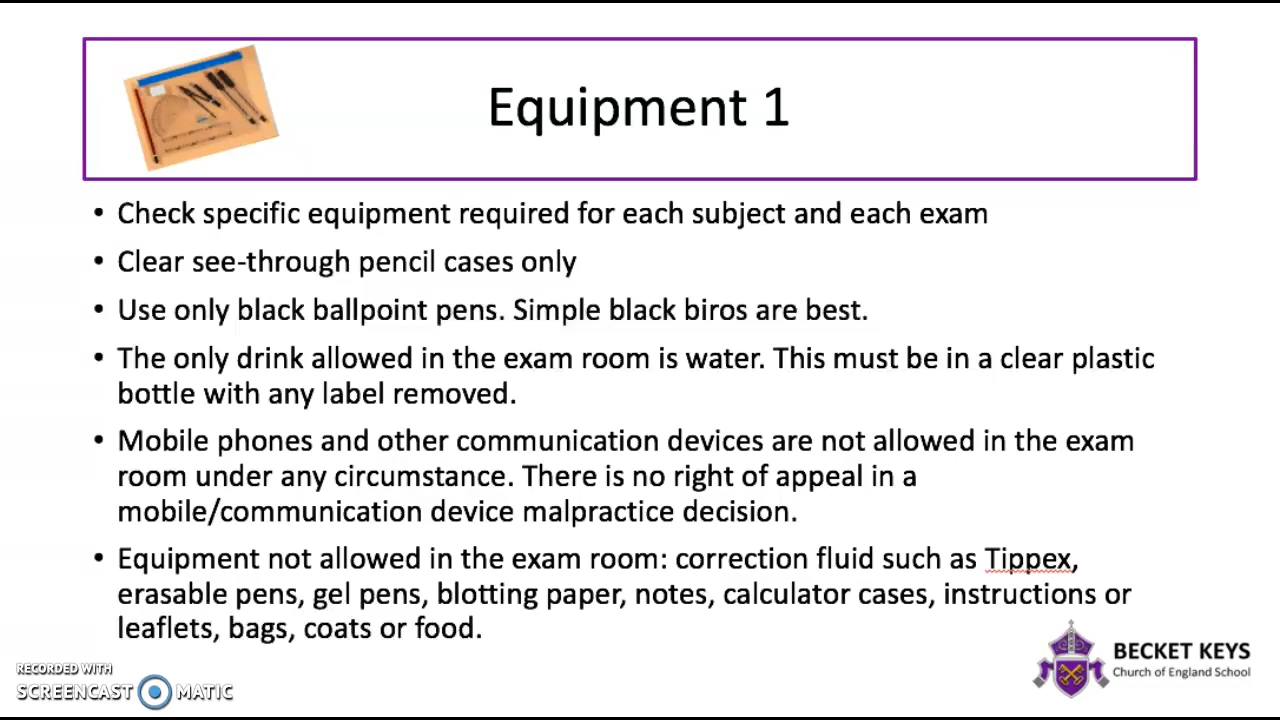 Equipment 1
• Check specific equipment required for each subject and each exam
• Clear see-through pencil cases only
• Use only black ballpoint pens. Simple black biros are best.
• The only drink allowed in the exam room is water. This must be in a clear plastic
bottle with any label removed.
• Mobile phones and other communication devices are not allowed in the exam
room under any circumstance. There is no right of appeal in a
mobile/communication device malpractice decision.
• Equipment not allowed in the exam room: correction fluid such as Tippex,
erasable pens, gel pens, blotting paper, notes, calculator cases, instructions or
leaflets, bags, coats or food.
BECKET KEYS
Church of England School
RECORDED WITH
SCREENCAST MATIC